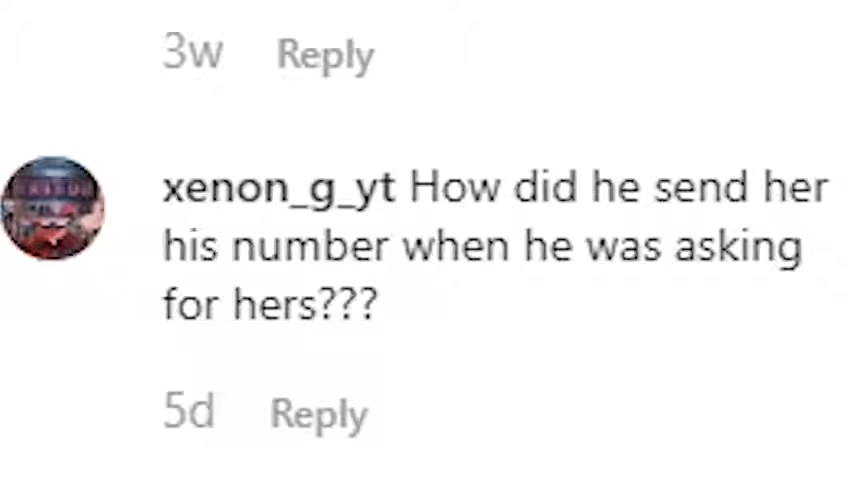 3w Reply
xenon_g_yt How did he send her
his number when he was asking
for hers???
5d Reply